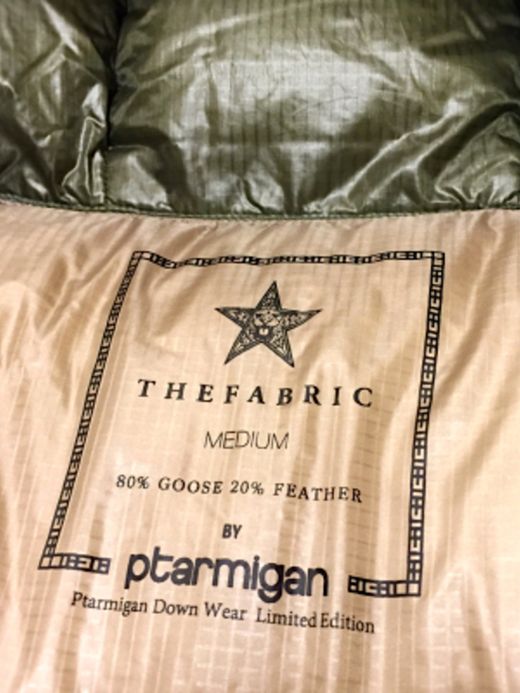 THEFABRIC
MEDIUM
80% GOOSE 20% FEATHER
BY
ptarmigan
Ptarmigan Down Wear Limited Edition